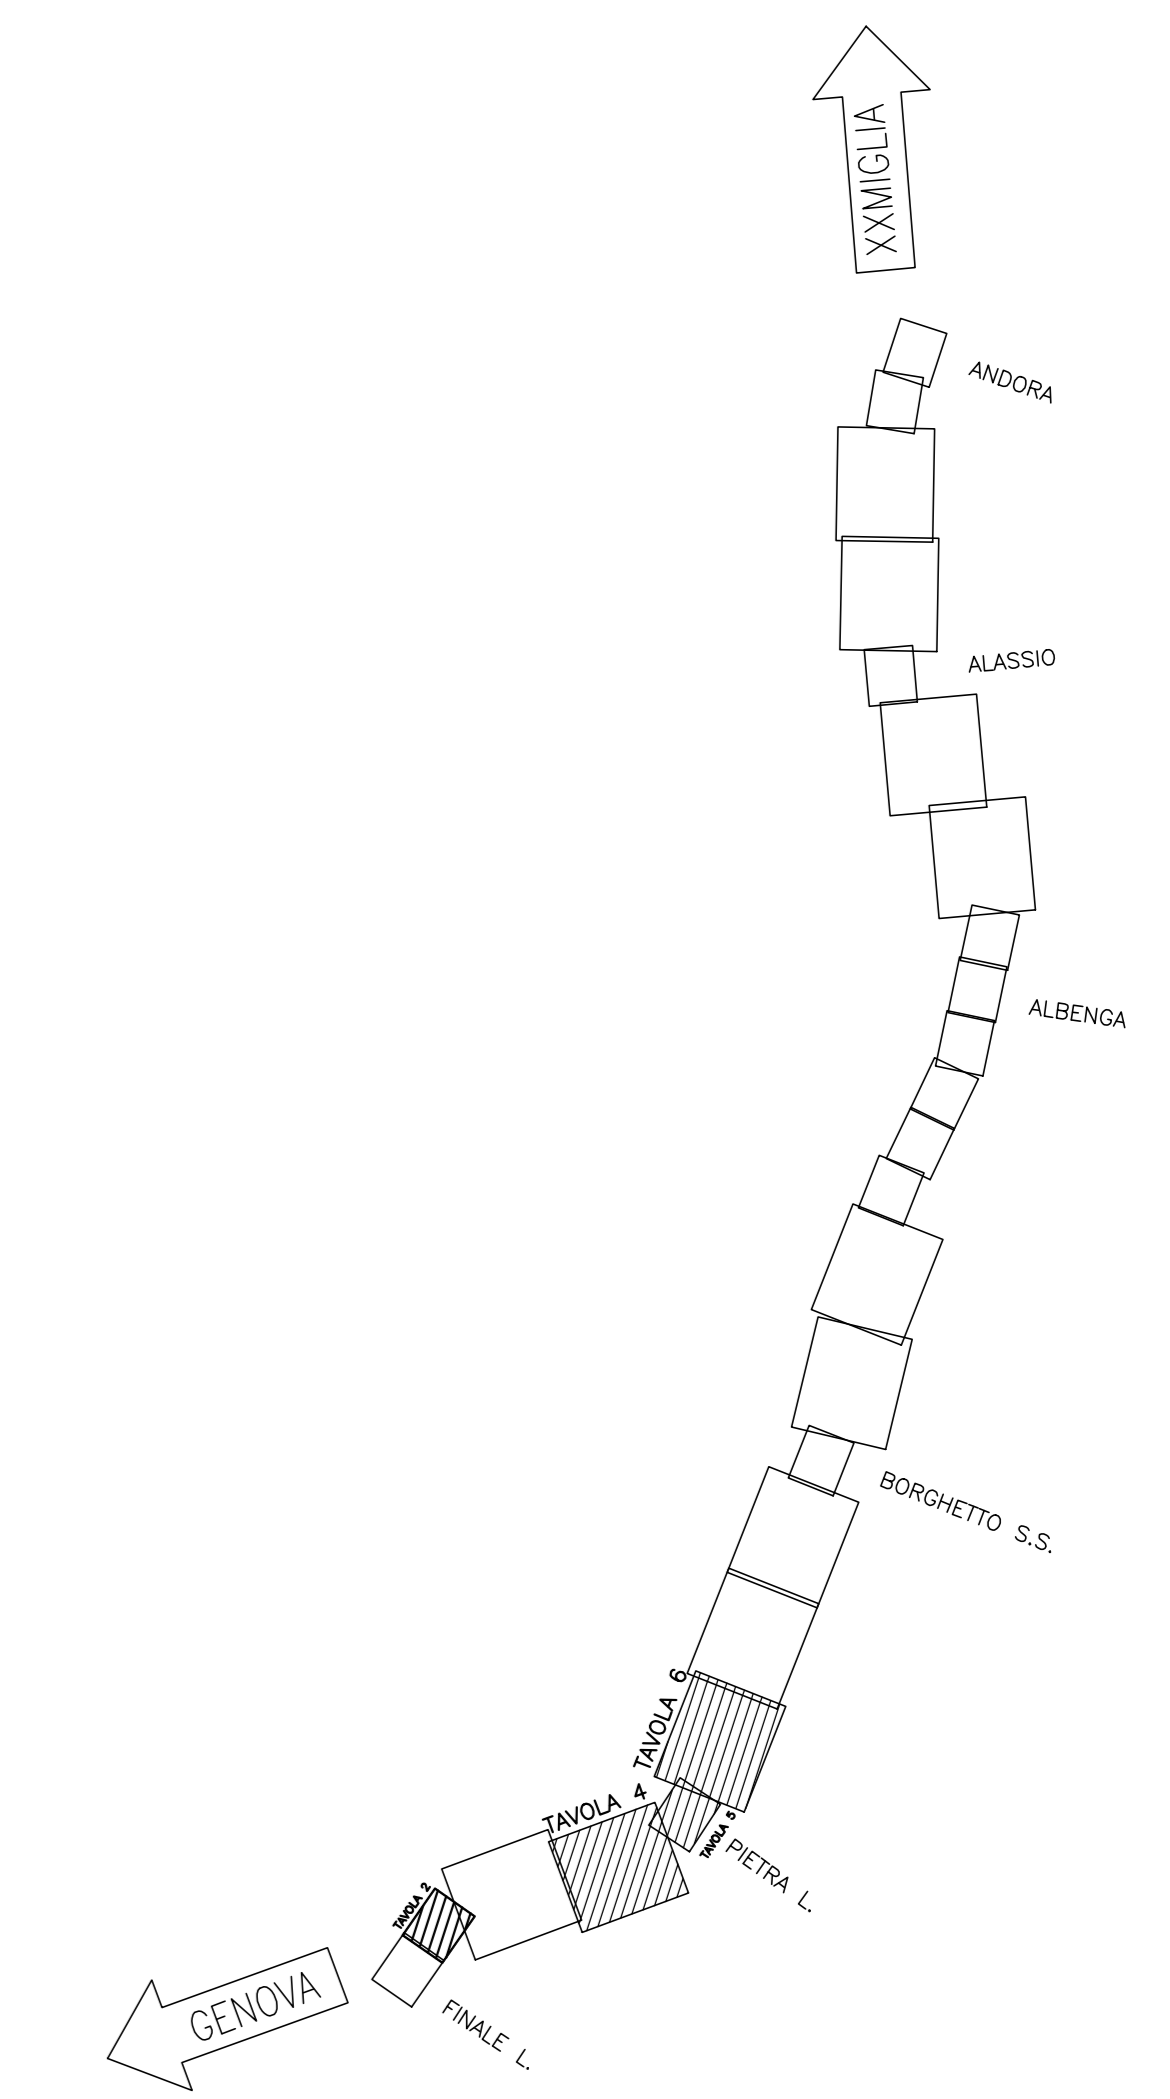 XXMIGLIA
ANDORA
ALASSIO
ALBENGA
BORGHETTO S.S.
TAVOLA 6
TAVOLA 4
TAVOLA 5
PIETRA L.
TAVOLA 2
GENOVA
FINALE L.